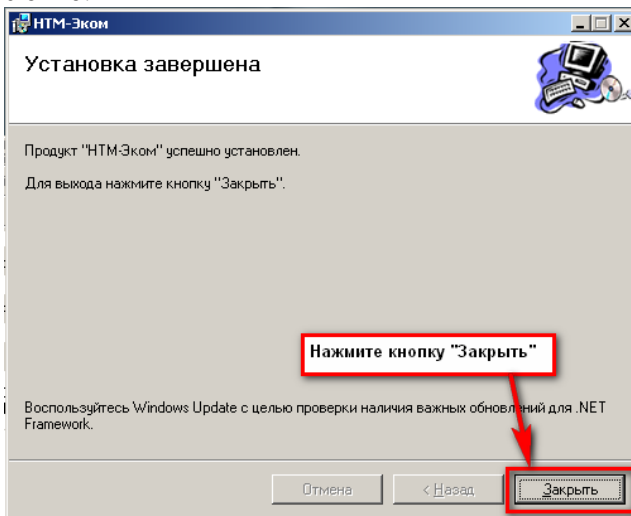 НТМ-Эком
Установка завершена
Продукт "НТМ-Эком" успешно установлен.
Для выхода нажмите кнопку "Закрыть".
Нажмите кнопку "Закрыть"
Воспользуйтесь Windows Update с целью проверки наличия важных обновлений для .NET
Framework.
Отмена
< Назад
Закрыть